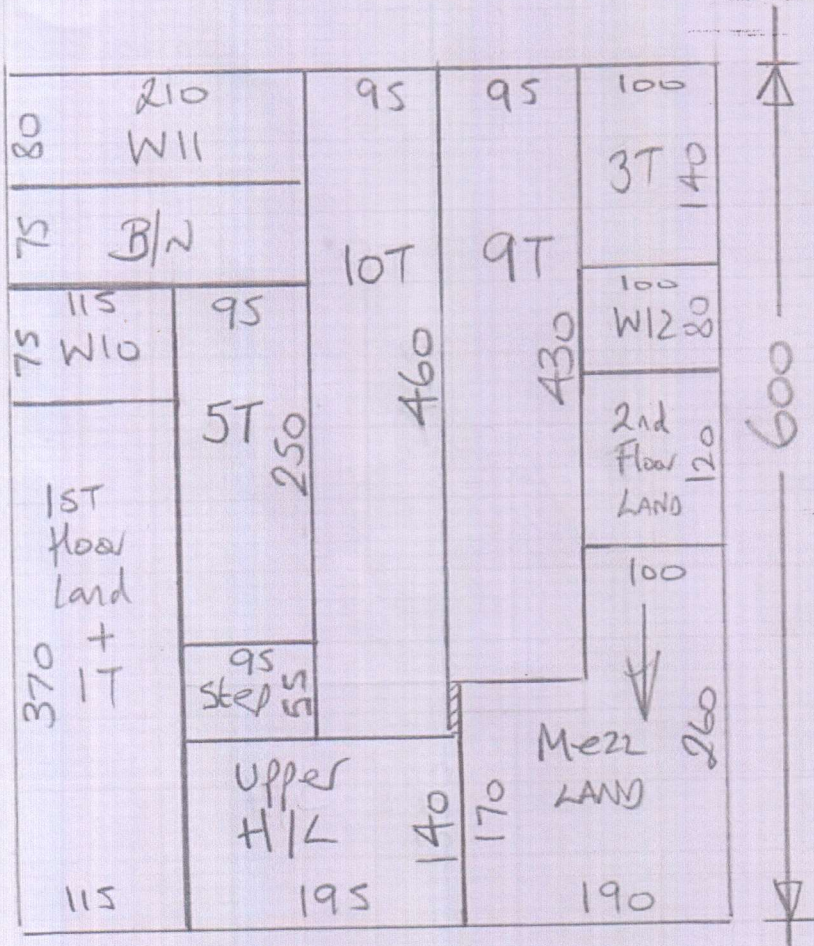 210
80
W11
75
B/N
115
75
W10
95
5T
250
1ST
floor
Land
+
1T
370
115
95
Step
55
Upper
H/L
140
195
95
10T
460
95
9T
430
170
100
3T
140
100
W12
80
2nd
Floor
LAND
120
100
Mezz
LAND
260
190
600